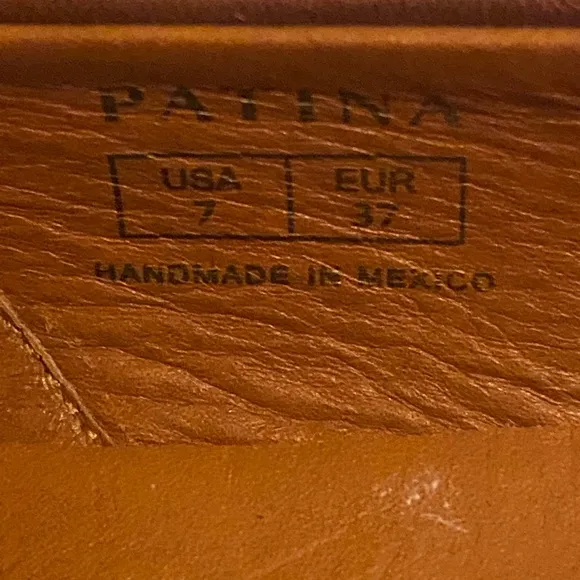 PATINA
USA EUR
7 37
HANDMADE IN MEXICO